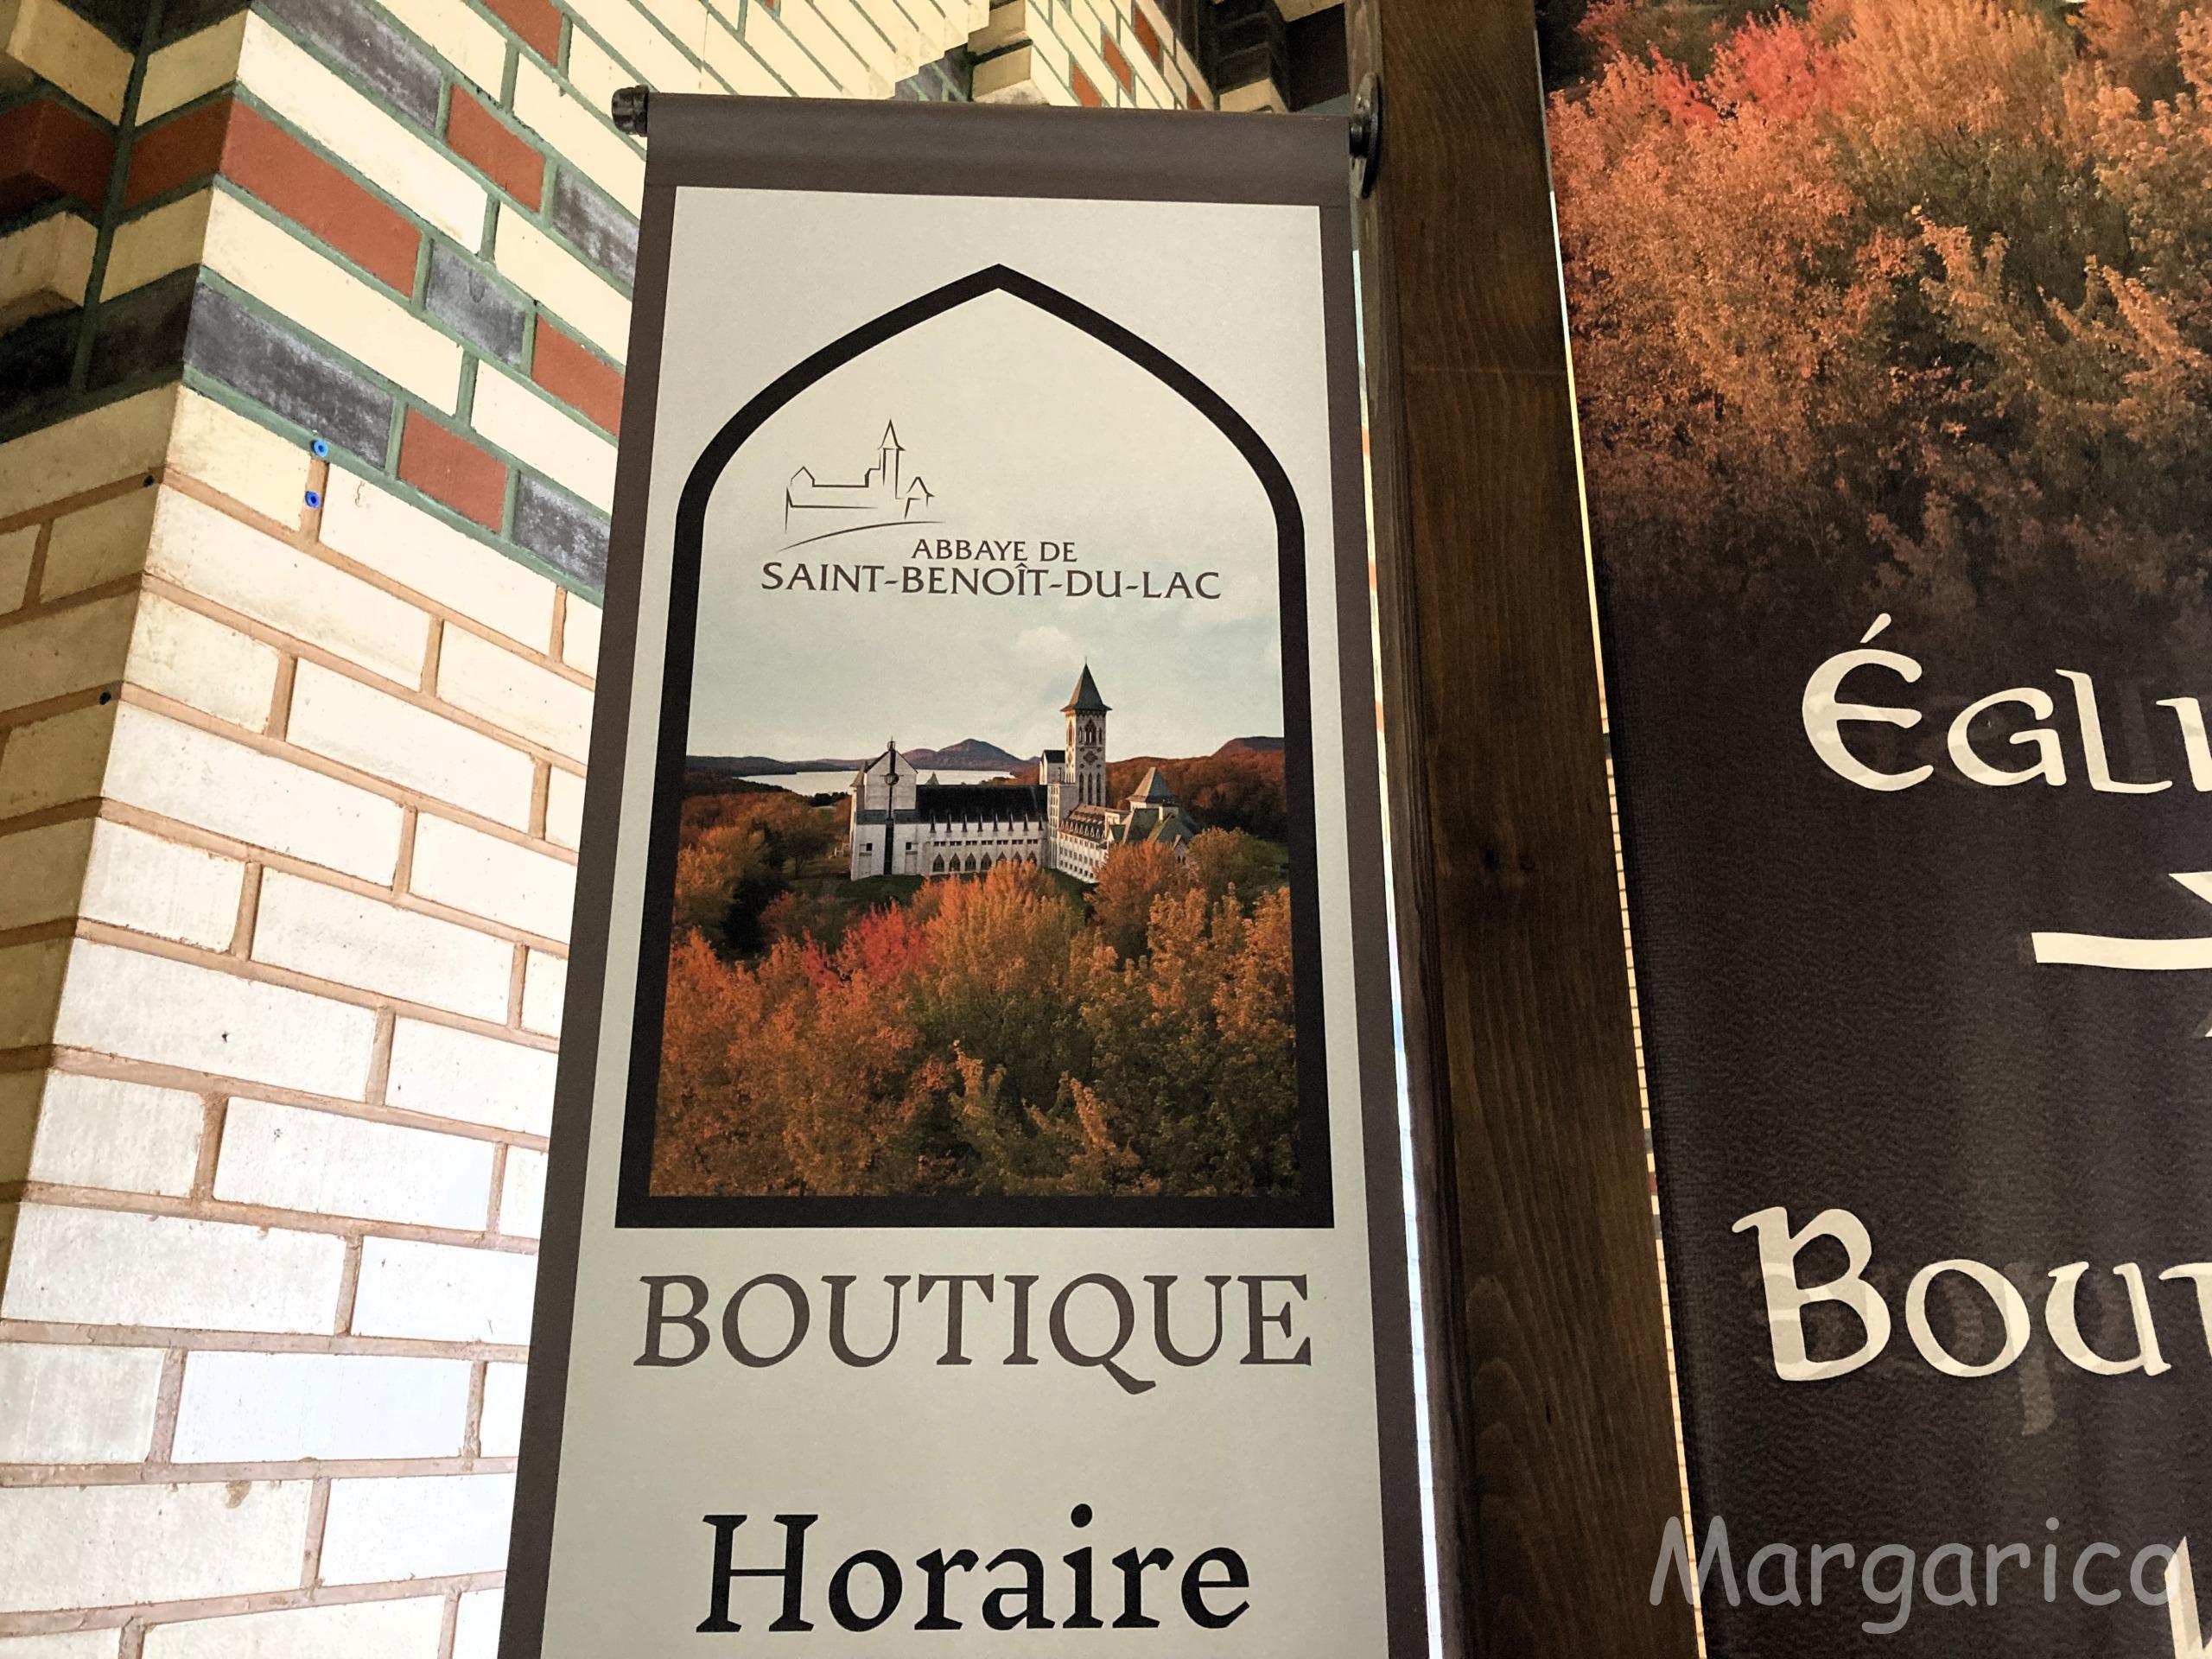 ABBAYE DE
SAINT-BENOÎT-DU-LAC
BOUTIQUE
Horaire
Margarica